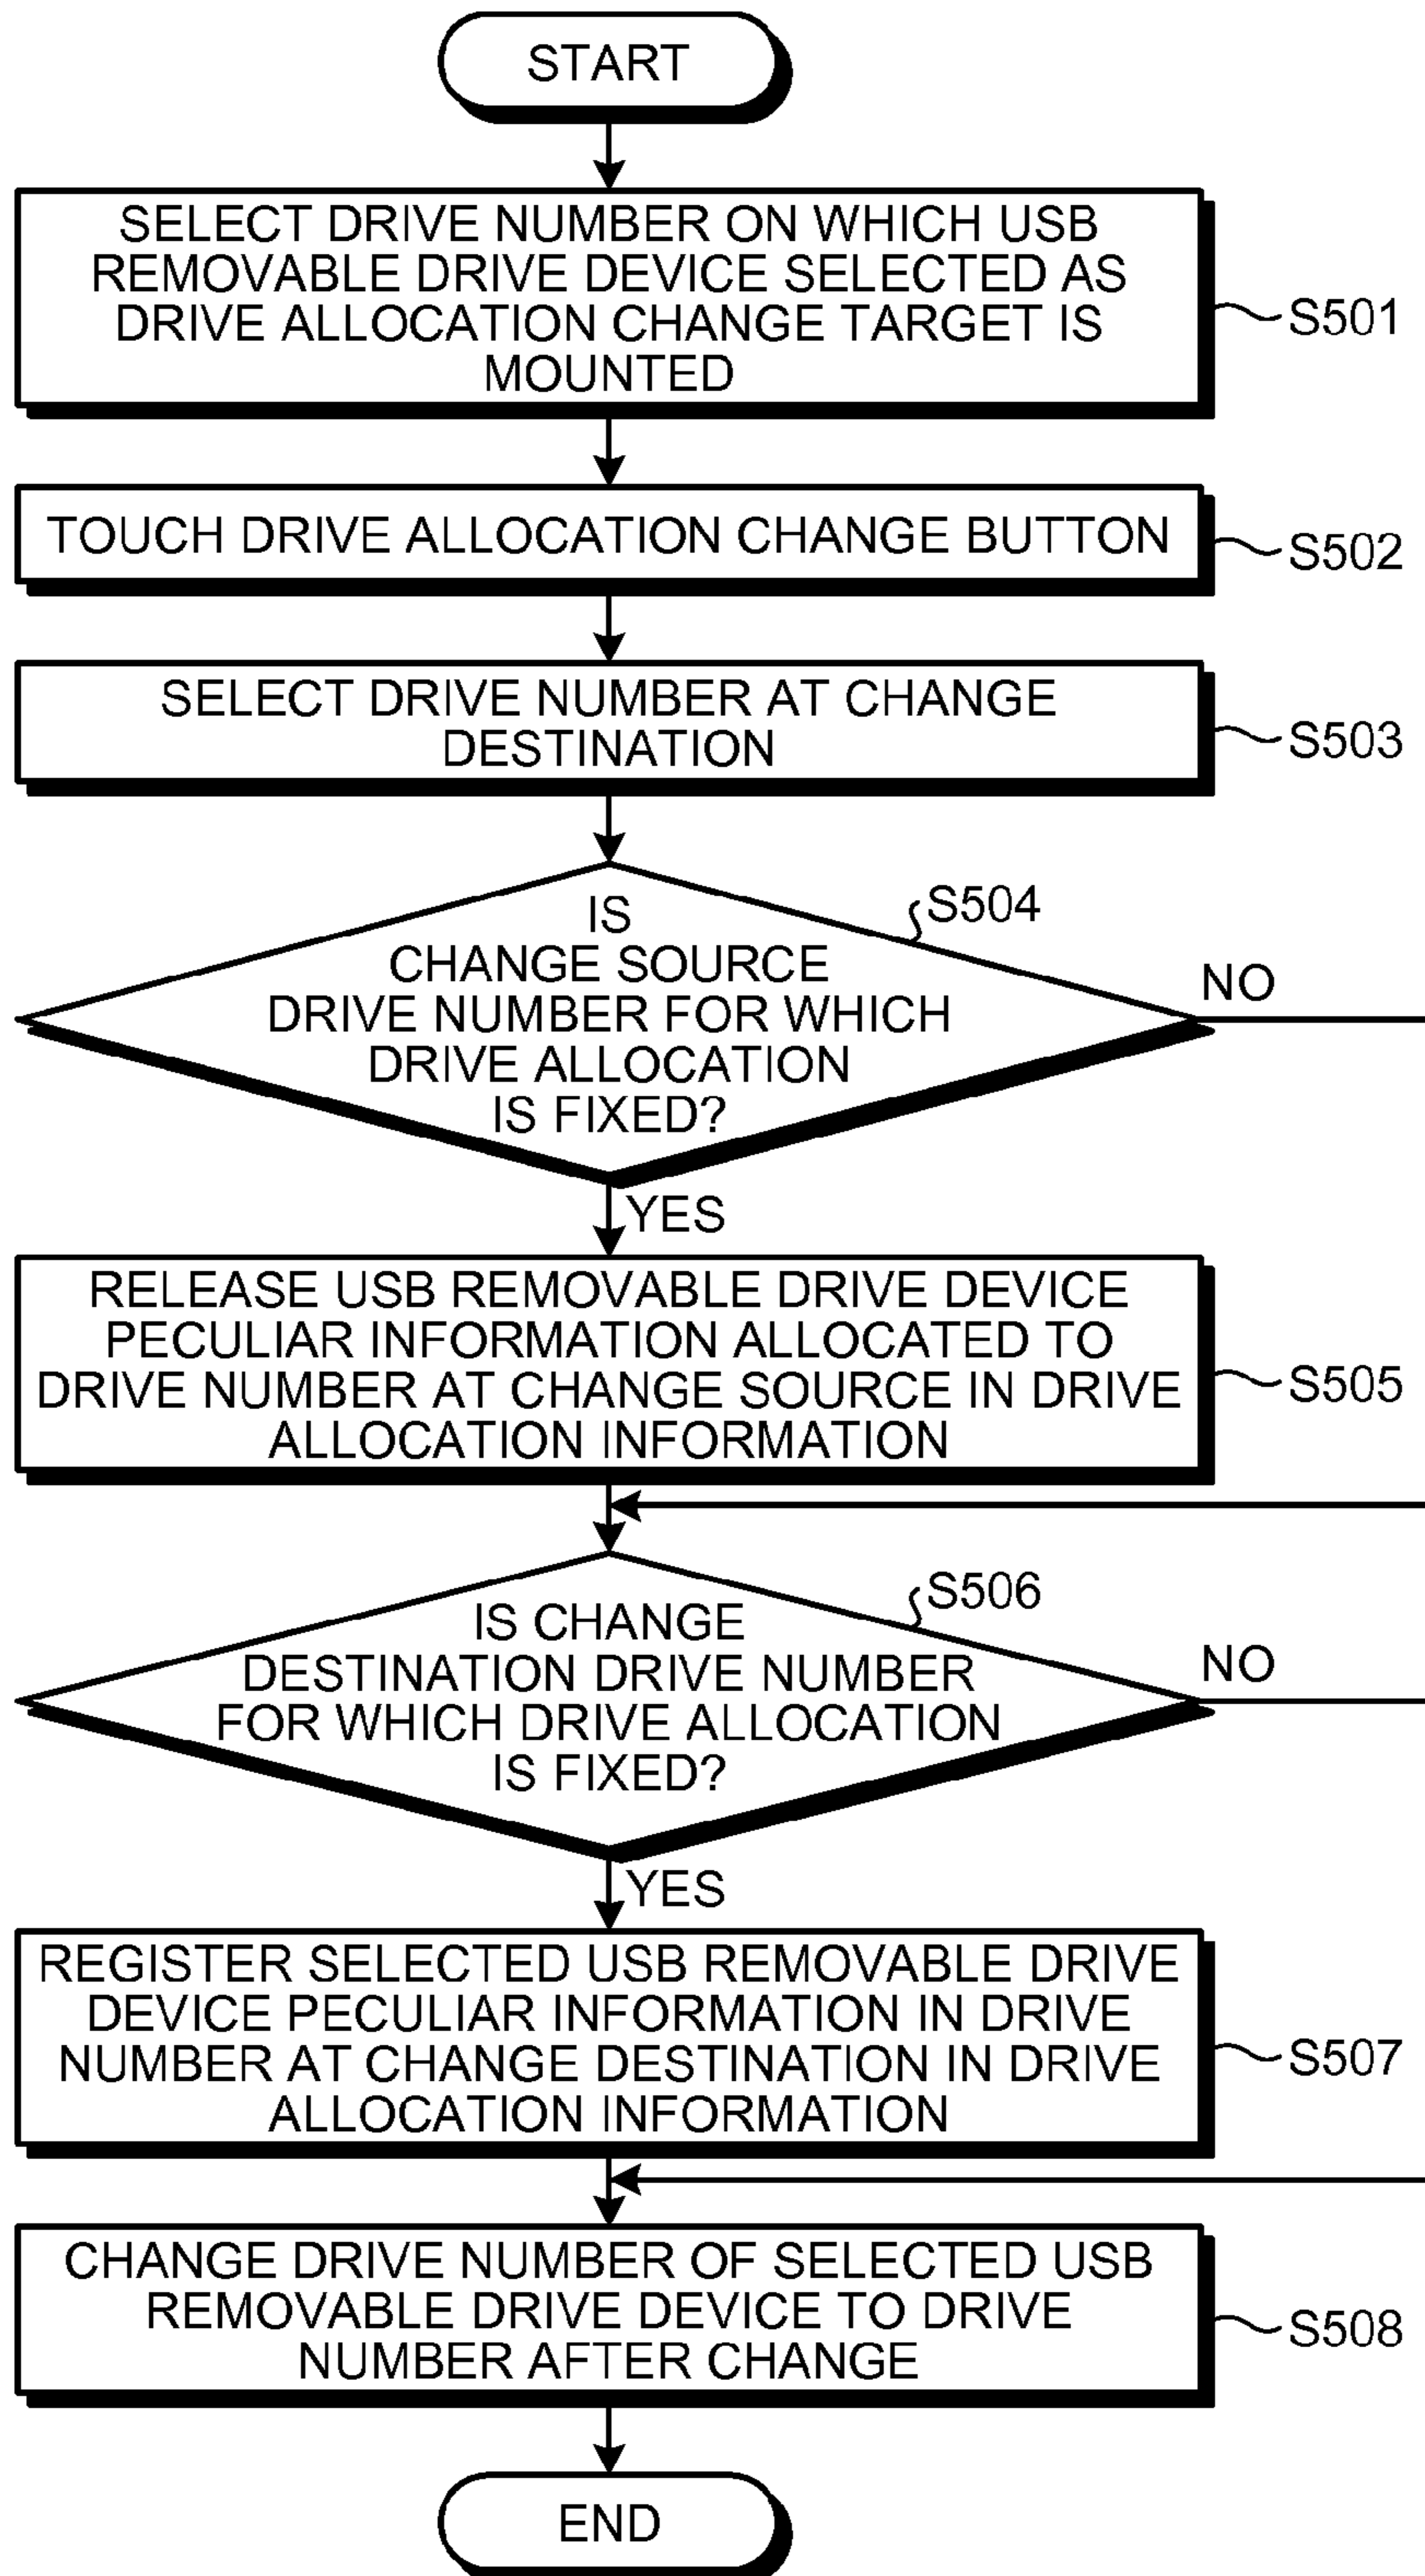 START
SELECT DRIVE NUMBER ON WHICH USB
REMOVABLE DRIVE DEVICE SELECTED AS
DRIVE ALLOCATION CHANGE TARGET IS
MOUNTED
S501
TOUCH DRIVE ALLOCATION CHANGE BUTTON
S502
SELECT DRIVE NUMBER AT CHANGE
DESTINATION
S503
S504
IS
CHANGE SOURCE
DRIVE NUMBER FOR WHICH
DRIVE ALLOCATION
IS FIXED?
NO
YES
RELEASE USB REMOVABLE DRIVE DEVICE
PECULIAR INFORMATION ALLOCATED TO
DRIVE NUMBER AT CHANGE SOURCE IN DRIVE
ALLOCATION INFORMATION
S505
S506
IS CHANGE
DESTINATION DRIVE NUMBER
FOR WHICH DRIVE ALLOCATION
IS FIXED?
NO
YES
REGISTER SELECTED USB REMOVABLE DRIVE
DEVICE PECULIAR INFORMATION IN DRIVE
NUMBER AT CHANGE DESTINATION IN DRIVE
ALLOCATION INFORMATION
S507
CHANGE DRIVE NUMBER OF SELECTED USB
REMOVABLE DRIVE DEVICE TO DRIVE
NUMBER AFTER CHANGE
S508
END